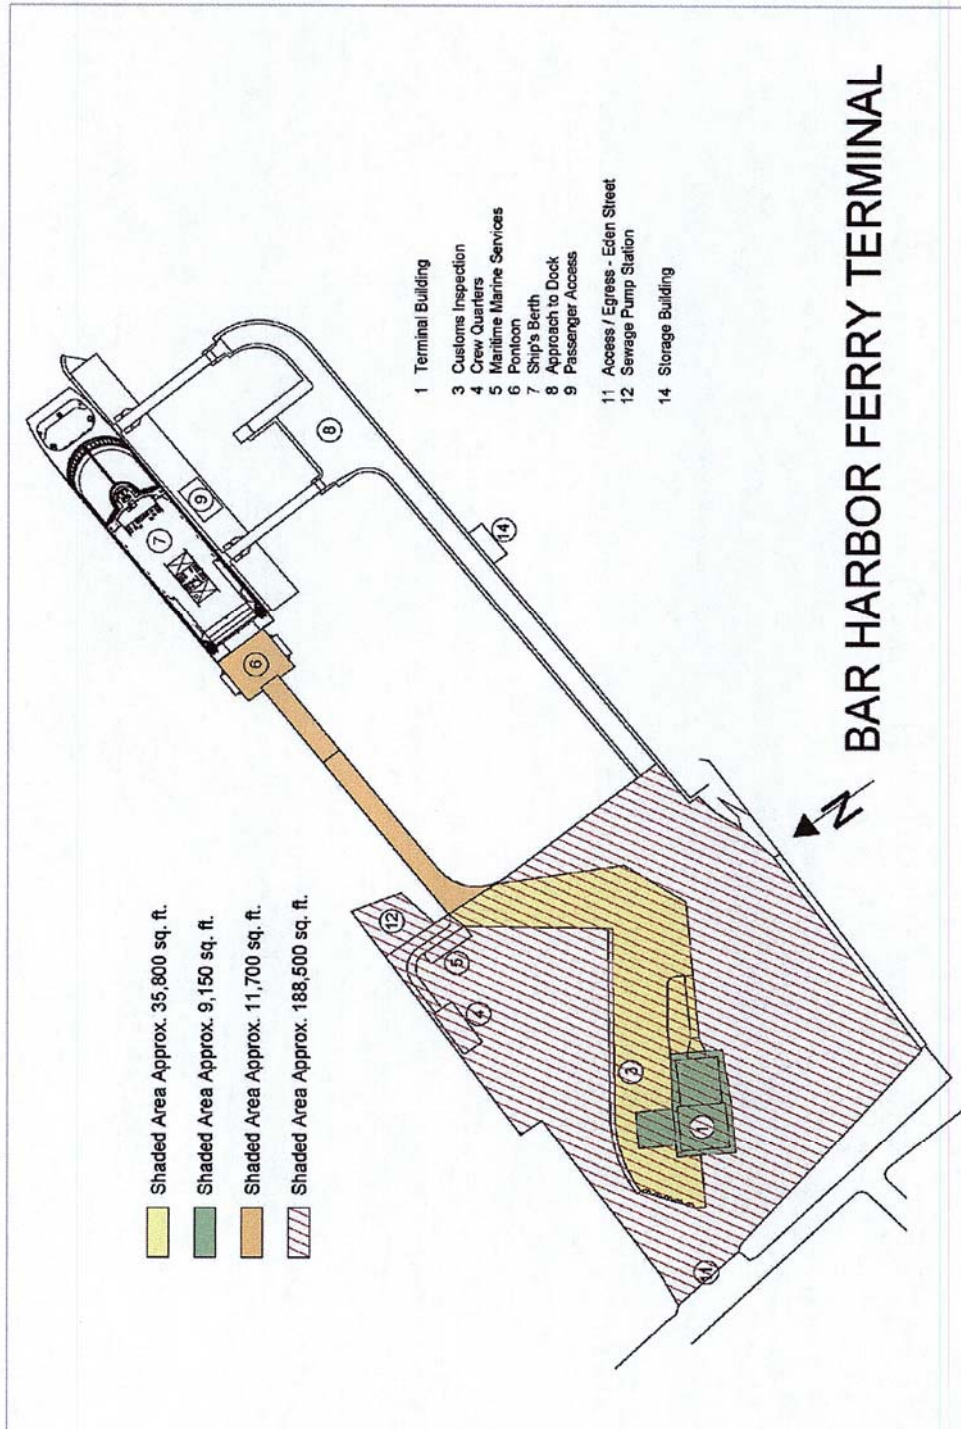 Shaded Area Approx. 35,800 sq. ft.
Shaded Area Approx. 9,150 sq. ft.
Shaded Area Approx. 11,700 sq. ft.
Shaded Area Approx. 188,500 sq. ft.
7
9
6
8
14
12
5
4
3
1
11
1 Terminal Building
3 Customs Inspection
4 Crew Quarters
5 Maritime Marine Services
6 Pontoon
7 Ship's Berth
8 Approach to Dock
9 Passenger Access
11 Access / Egress - Eden Street
12 Sewage Pump Station
14 Storage Building
N
BAR HARBOR FERRY TERMINAL